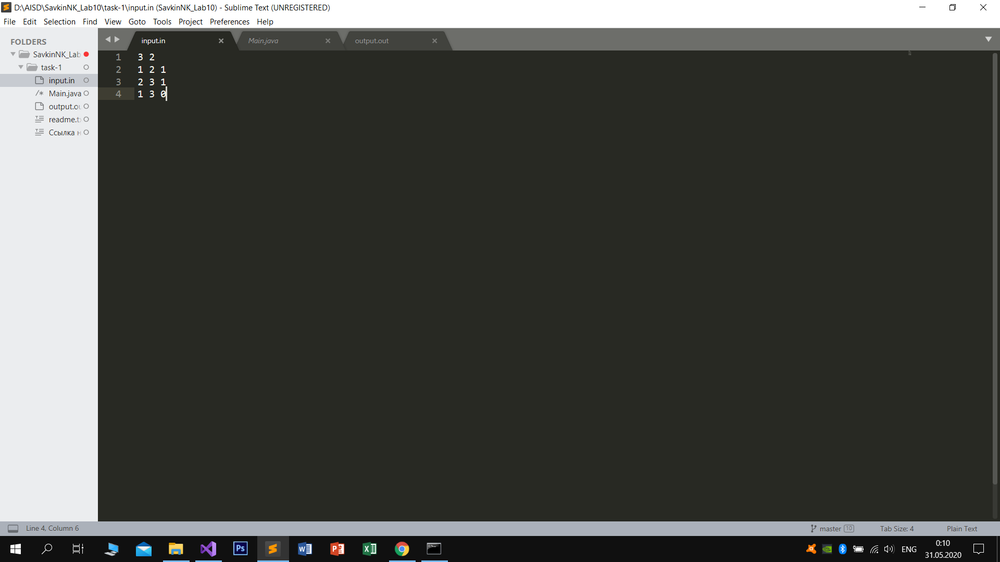 D:\AISD\SavkinNK_Lab10\task-1\input.in (SavkinNK_Lab10) - Sublime Text (UNREGISTERED)
File Edit Selection Find View Goto Tools Project Preferences Help
FOLDERS
SavkinNK_Lab
task-1
input.in
/* Main.java
output.ou
readme.t
Ссылка н
input.in Main.java output.out
1 3 2
2 1 2 1
3 2 3 1
4 1 3 0
Line 4, Column 6 master 10 Tab Size: 4 Plain Text
Ps
ENG
0:10
31.05.2020